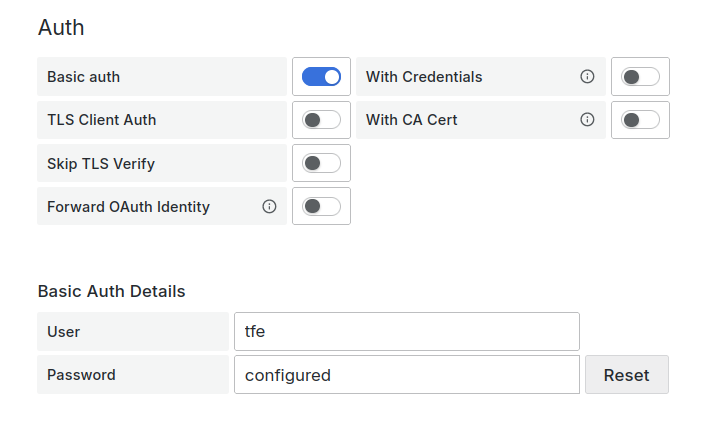 Auth
Basic auth With Credentials
TLS Client Auth With CA Cert
Skip TLS Verify
Forward OAuth Identity
Basic Auth Details
User tfe
Password configured Reset